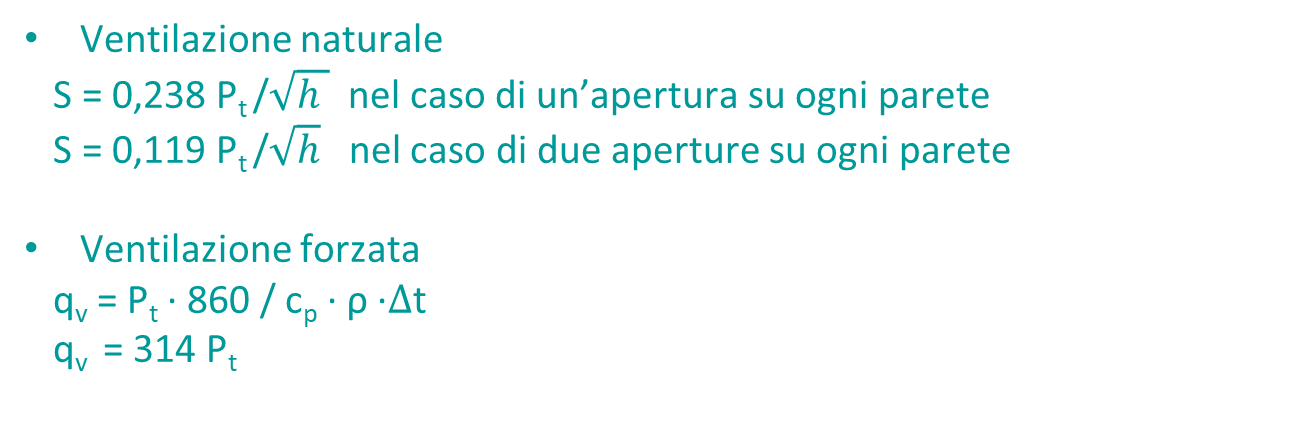 • Ventilazione naturale
S = 0,238 Pt/√h nel caso di un’apertura su ogni parete
S = 0,119 Pt/√h nel caso di due aperture su ogni parete
• Ventilazione forzata
qv = Pt · 860 / cp · ρ ·Δt
qv = 314 Pt